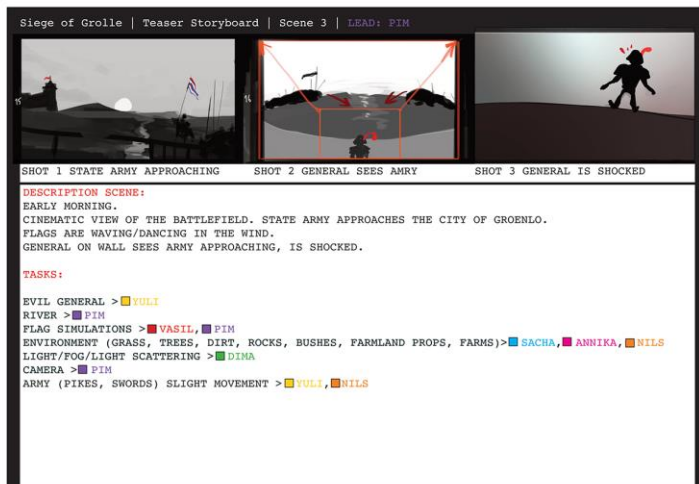 Siege of Grolle | Teaser Storyboard | Scene 3 | LEAD: PIM
SHOT 1 STATE ARMY APPROACHING
SHOT 2 GENERAL SEES AMRY
SHOT 3 GENERAL IS SHOCKED
DESCRIPTION SCENE:
EARLY MORNING.
CINEMATIC VIEW OF THE BATTLEFIELD. STATE ARMY APPROACHES THE CITY OF GROENLO.
FLAGS ARE WAVING/DANCING IN THE WIND.
GENERAL ON WALL SEES ARMY APPROACHING, IS SHOCKED.
TASKS:
EVIL GENERAL > YULI
RIVER > PIM
FLAG SIMULATIONS > VASIL, PIM
ENVIRONMENT (GRASS, TREES, DIRT, ROCKS, BUSHES, FARMLAND PROPS, FARMS)> SACHA, ANNIKA, NILS
LIGHT/FOG/LIGHT SCATTERING > DIMA
CAMERA > PIM
ARMY (PIKES, SWORDS) SLIGHT MOVEMENT > YULI, NILS